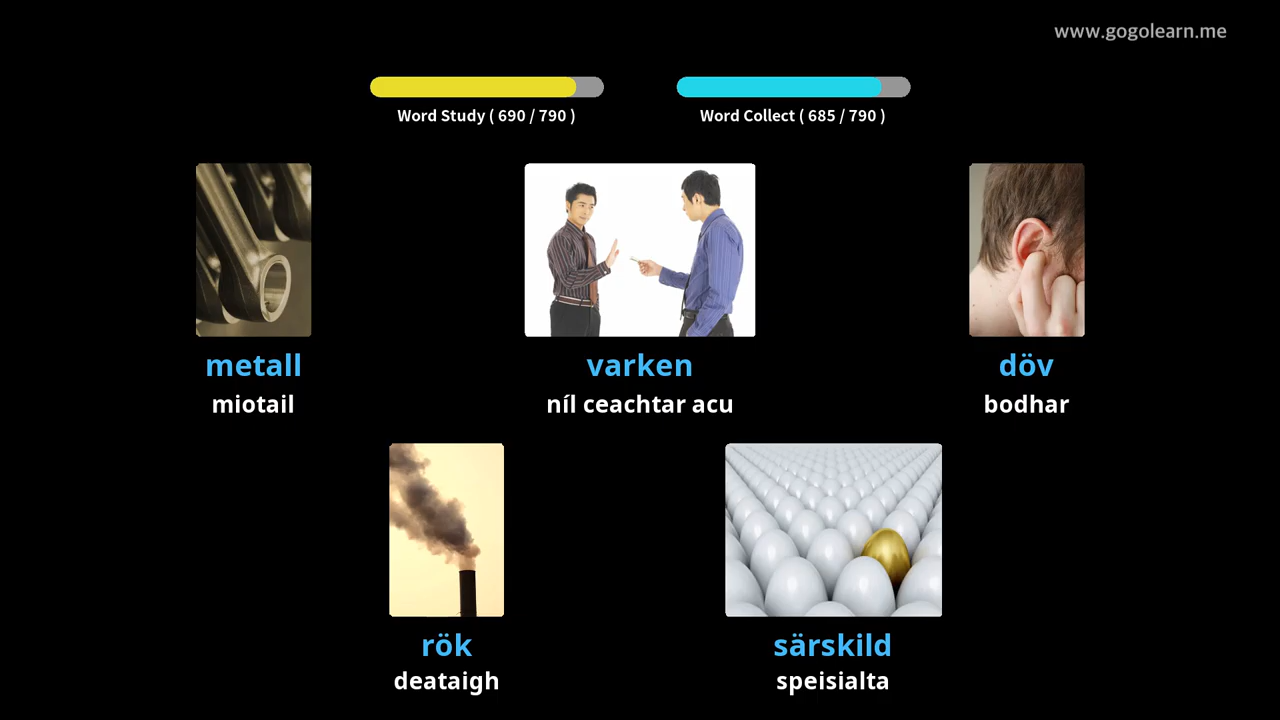 www.gogolearn.me
Word Study ( 690 / 790 )
Word Collect ( 685 / 790 )
metall
miotail
varken
níl ceachtar acu
döv
bodhar
rök
deataigh
särskild
speisialta